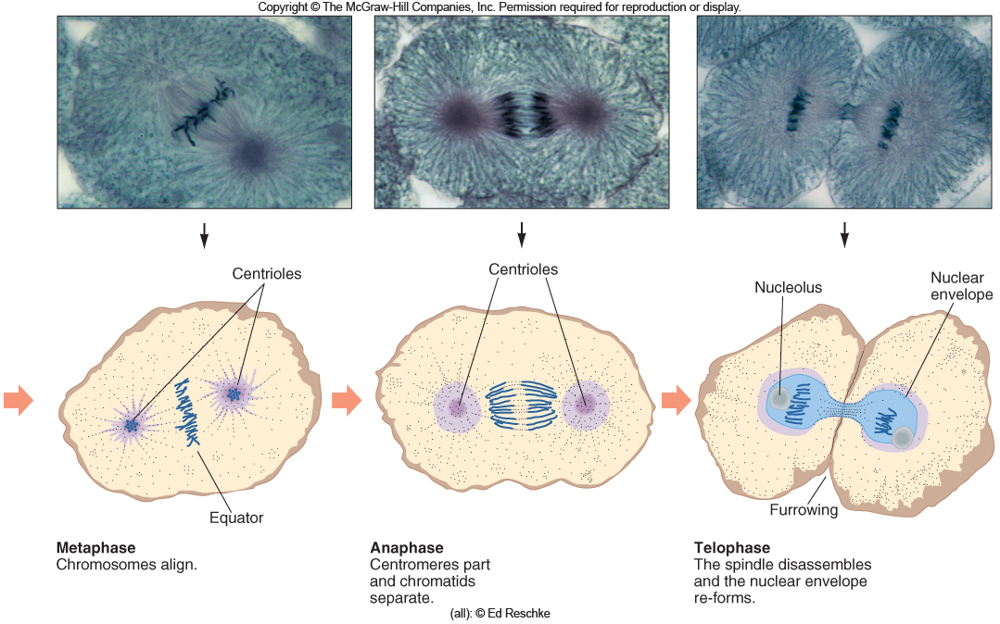 Copyright © The McGraw-Hill Companies, Inc. Permission required for reproduction or display.
Centrioles
Equator
Metaphase
Chromosomes align.
Centrioles
Anaphase
Centromeres part
and chromatids
separate.
Nucleolus
Nuclear
envelope
Furrowing
Telophase
The spindle disassembles
and the nuclear envelope
re-forms.
(all): © Ed Reschke